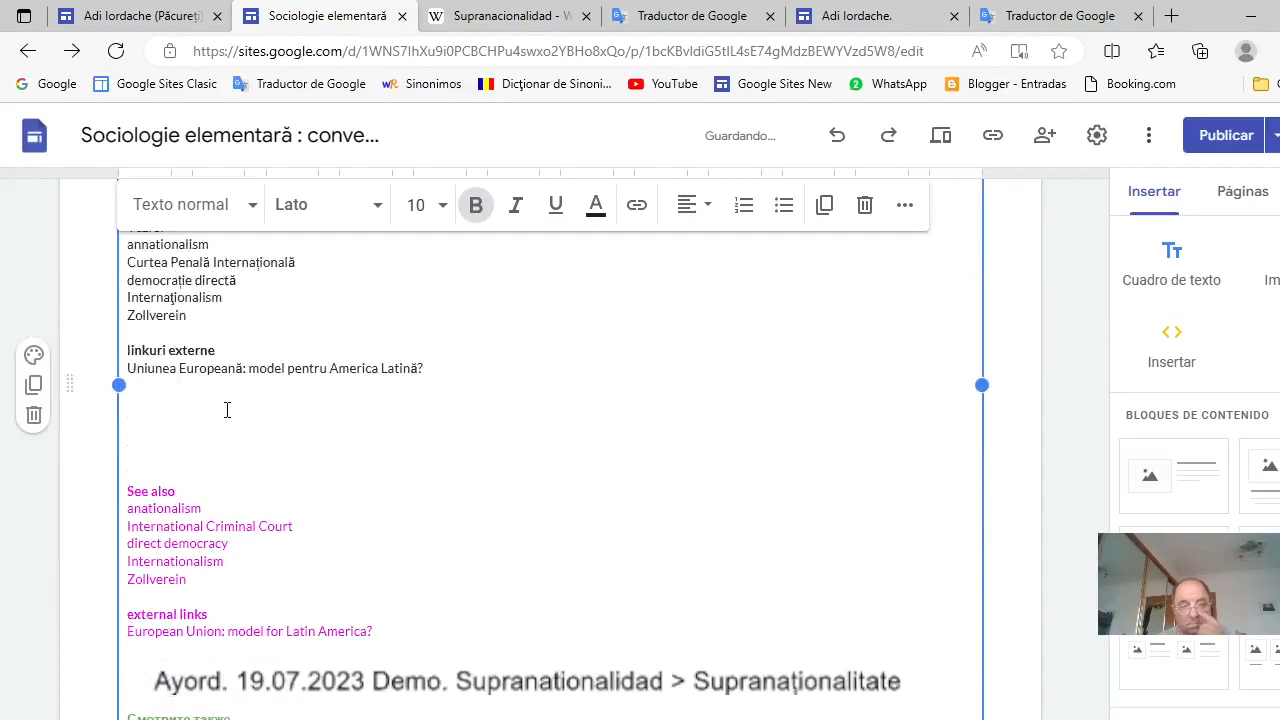 Adi Iordache (Păcureț
Sociologie elementară
Supranacionalidad - W
Traductor de Google
Adi Iordache.
Traductor de Google
https://sites.google.com/d/1WNS7IhXu9i0PCBCHPu4swxo2YBHo8xQo/p/1bcKBvldiG5tIL4sE74gMdzBEWYVzd5W8/edit
Google
Google Sites Clasic
Traductor de Google
Sinonimos
Dicționar de Sinoni...
YouTube
Google Sites New
WhatsApp
Blogger - Entradas
Booking.com
Sociologie elementară : conve...
Guardando...
Publicar
Texto normal
Lato
10
Insertar
Páginas
annationalism
Curtea Penală Internațională
democrație directă
Internaţionalism
Zollverein
linkuri externe
Uniunea Europeană: model pentru America Latină?
Cuadro de texto
Im
Insertar
BLOQUES DE CONTENIDO
See also
anationalism
International Criminal Court
direct democracy
Internationalism
Zollverein
external links
European Union: model for Latin America?
Ayord. 19.07.2023 Demo. Supranationalidad > Supranaționalitate
Смотрите также